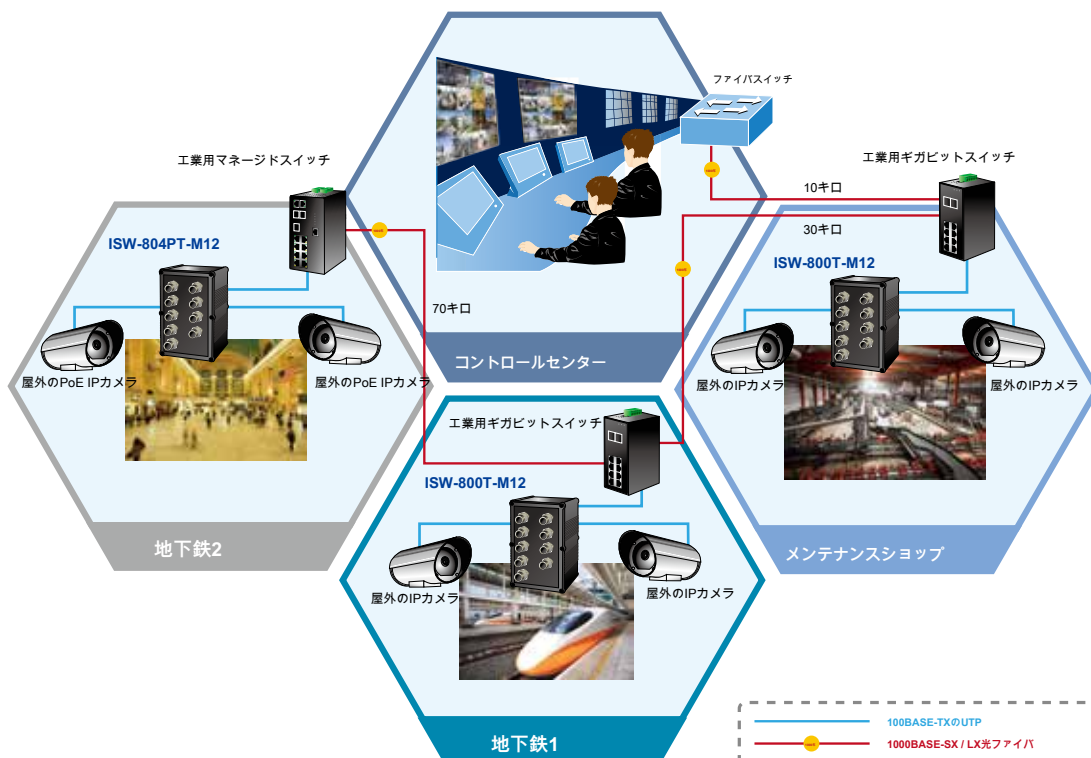 ファイバスイッチ
工業用マネージドスイッチ
工業用ギガビットスイッチ
10キロ
30キロ
ISW-804PT-M12
ISW-800T-M12
70キロ
コントロールセンター
屋外のPoE IPカメラ
屋外のPoE IPカメラ
屋外のIPカメラ
屋外のIPカメラ
工業用ギガビットスイッチ
ISW-800T-M12
地下鉄2
メンテナンスショップ
屋外のIPカメラ
屋外のIPカメラ
地下鉄1
100BASE-TXのUTP
1000BASE-SX / LX光ファイバ